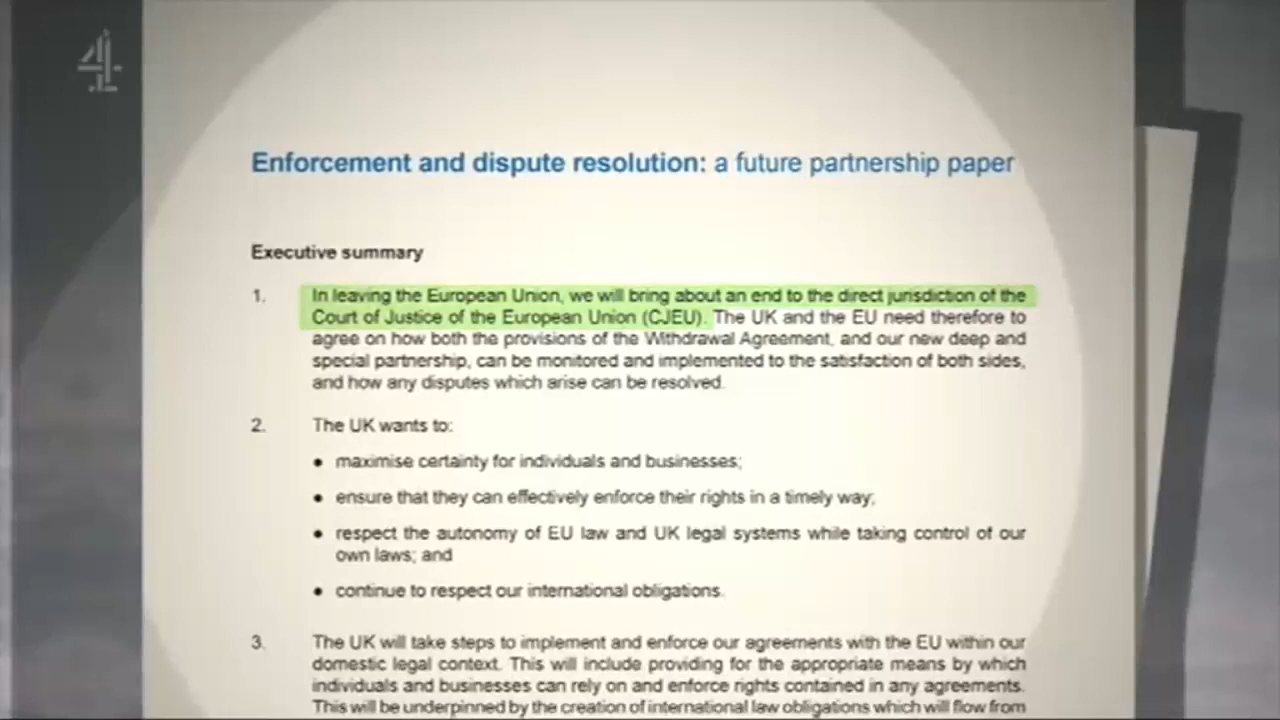 4
Enforcement and dispute resolution: a future partnership paper
Executive summary
1. In leaving the European Union, we will bring about an end to the direct jurisdiction of the
Court of Justice of the European Union (CJEU). The UK and the EU need therefore to
agree on how both the provisions of the Withdrawal Agreement, and our new deep and
special partnership, can be monitored and implemented to the satisfaction of both sides,
and how any disputes which arise can be resolved.
2. The UK wants to:
• maximise certainty for individuals and businesses;
• ensure that they can effectively enforce their rights in a timely way;
• respect the autonomy of EU law and UK legal systems while taking control of our
own laws; and
• continue to respect our international obligations.
3. The UK will take steps to implement and enforce our agreements with the EU within our
domestic legal context. This will include providing for the appropriate means by which
individuals and businesses can rely on and enforce rights contained in any agreements.
This will be underpinned by the creation of international law obligations which will flow from